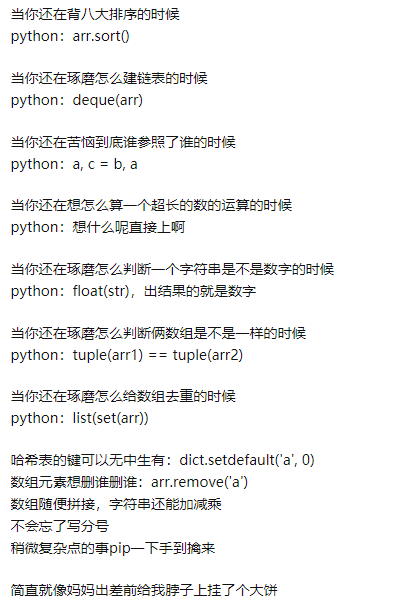 当你还在背八大排序的时候
python：arr.sort()
当你还在琢磨怎么建链表的时候
python：deque(arr)
当你还在苦恼到底谁参照了谁的时候
python：a, c = b, a
当你还在想怎么算一个超长的数的运算的时候
python：想什么呢直接上啊
当你还在琢磨怎么判断一个字符串是不是数字的时候
python：float(str)，出结果的就是数字
当你还在琢磨怎么判断俩数组是不是一样的时候
python：tuple(arr1) == tuple(arr2)
当你还在琢磨怎么给数组去重的时候
python：list(set(arr))
哈希表的键可以无中生有：dict.setdefault('a', 0)
数组元素想删谁删谁：arr.remove('a')
数组随便拼接，字符串还能加减乘
不会忘了写分号
稍微复杂点的事pip一下手到擒来
简直就像妈妈出差前给我脖子上挂了个大饼